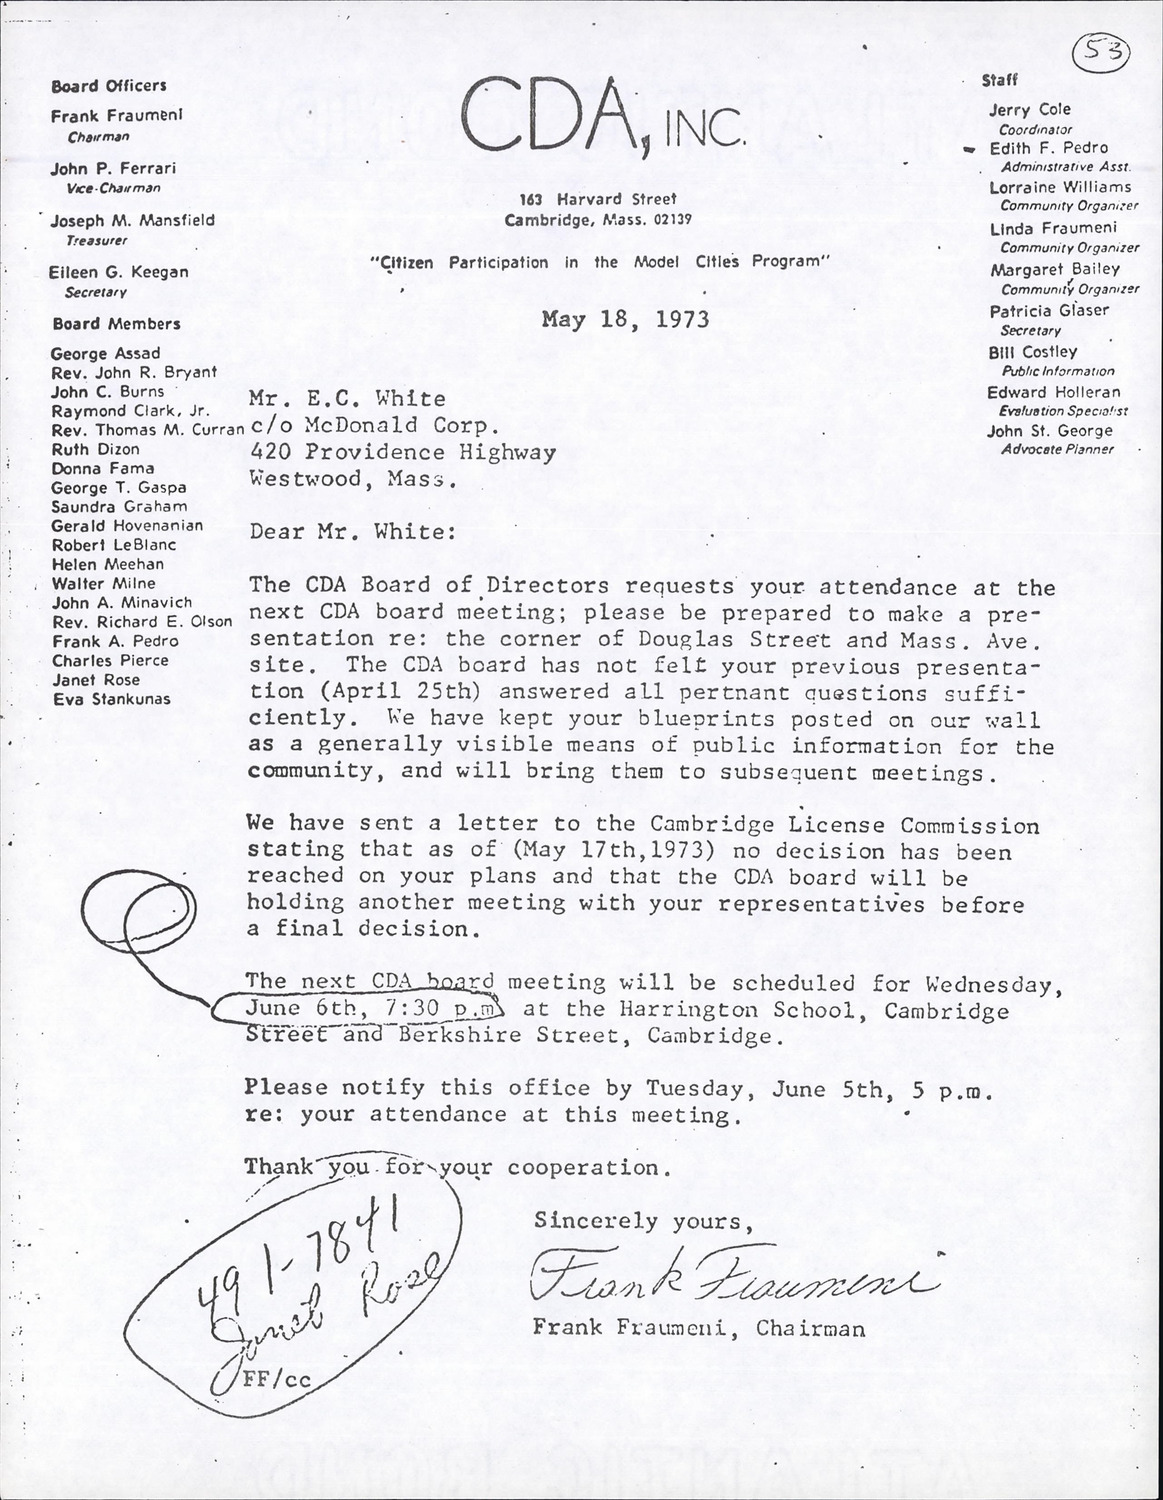 53
CDA, INC.
163 Harvard Street
Cambridge, Mass. 02139
"Citizen Participation in the Model Cities Program"
Board Officers
Frank Fraumeni
Chairman
John P. Ferrari
Vice-Chairman
Joseph M. Mansfield
Treasurer
Eileen G. Keegan
Secretary
Board Members
George Assad
Rev. John R. Bryant
John C. Burns
Raymond Clark, Jr.
Rev. Thomas M. Curran
Ruth Dizon
Donna Fama
George T. Gaspa
Saundra Graham
Gerald Hovenanian
Robert LeBlanc
Helen Meehan
Walter Milne
John A. Minavich
Rev. Richard E. Olson
Frank A. Pedro
Charles Pierce
Janet Rose
Eva Stankunas
Staff
Jerry Cole
Coordinator
Edith F. Pedro
Administrative Asst.
Lorraine Williams
Community Organizer
Linda Fraumeni
Community Organizer
Margaret Bailey
Community Organizer
Patricia Glaser
Secretary
Bill Costley
Public Information
Edward Holleran
Evaluation Specialist
John St. George
Advocate Planner
May 18, 1973
Mr. E.C. White
c/o McDonald Corp.
420 Providence Highway
Westwood, Mass.
Dear Mr. White:
The CDA Board of Directors requests your attendance at the
next CDA board meeting; please be prepared to make a pre-
sentation re: the corner of Douglas Street and Mass. Ave.
site. The CDA board has not felt your previous presenta-
tion (April 25th) answered all pertnant questions suffi-
ciently. We have kept your blueprints posted on our wall
as a generally visible means of public information for the
community, and will bring them to subsequent meetings.
We have sent a letter to the Cambridge License Commission
stating that as of (May 17th,1973) no decision has been
reached on your plans and that the CDA board will be
holding another meeting with your representatives before
a final decision.
The next CDA board meeting will be scheduled for Wednesday,
June 6th, 7:30 p.m. at the Harrington School, Cambridge
Street and Berkshire Street, Cambridge.
Please notify this office by Tuesday, June 5th, 5 p.m.
re: your attendance at this meeting.
Thank you for your cooperation.
Sincerely yours,
Frank Fraumeni
Frank Fraumeni, Chairman
491-7841
Janet Rose
FF/cc